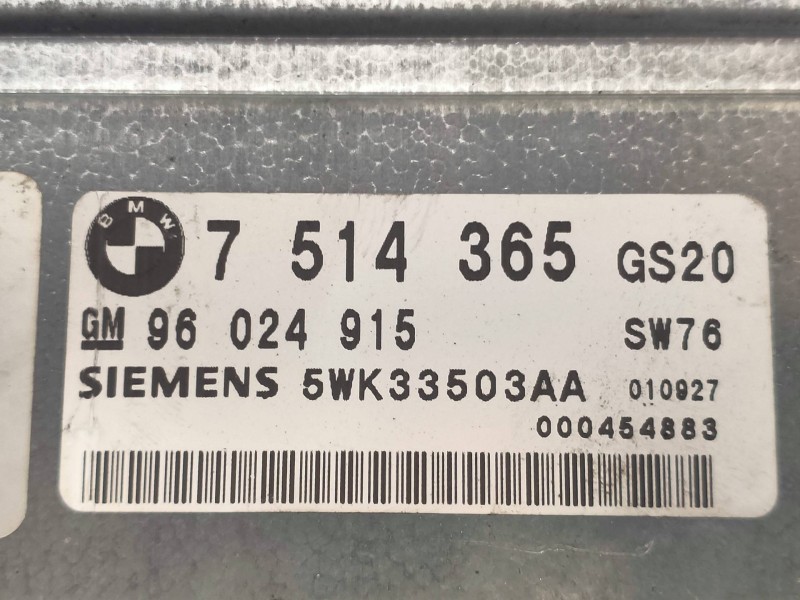 BMW 7 514 365 GS20
GM 96 024 915 SW76
SIEMENS 5WK33503AA 010927
000454883